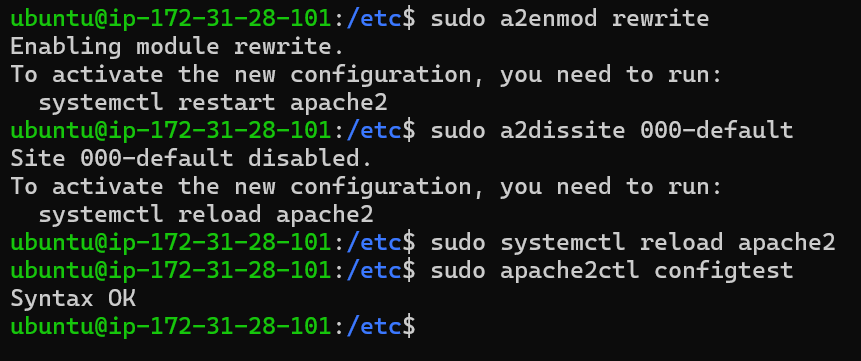 ubuntu@ip-172-31-28-101:/etc$ sudo a2enmod rewrite
Enabling module rewrite.
To activate the new configuration, you need to run:
  systemctl restart apache2
ubuntu@ip-172-31-28-101:/etc$ sudo a2dissite 000-default
Site 000-default disabled.
To activate the new configuration, you need to run:
  systemctl reload apache2
ubuntu@ip-172-31-28-101:/etc$ sudo systemctl reload apache2
ubuntu@ip-172-31-28-101:/etc$ sudo apache2ctl configtest
Syntax OK
ubuntu@ip-172-31-28-101:/etc$